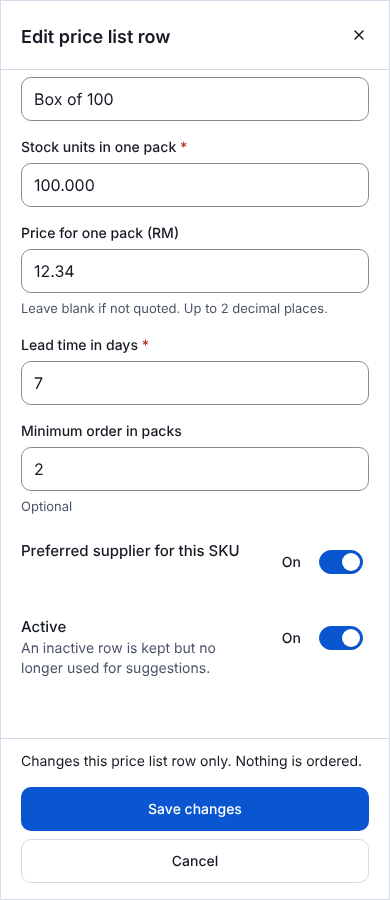 Edit price list row
Box of 100
Stock units in one pack *
100.000
Price for one pack (RM)
12.34
Leave blank if not quoted. Up to 2 decimal places.
Lead time in days *
7
Minimum order in packs
2
Optional
Preferred supplier for this SKU
On
Active
On
An inactive row is kept but no
longer used for suggestions.
Changes this price list row only. Nothing is ordered.
Save changes
Cancel